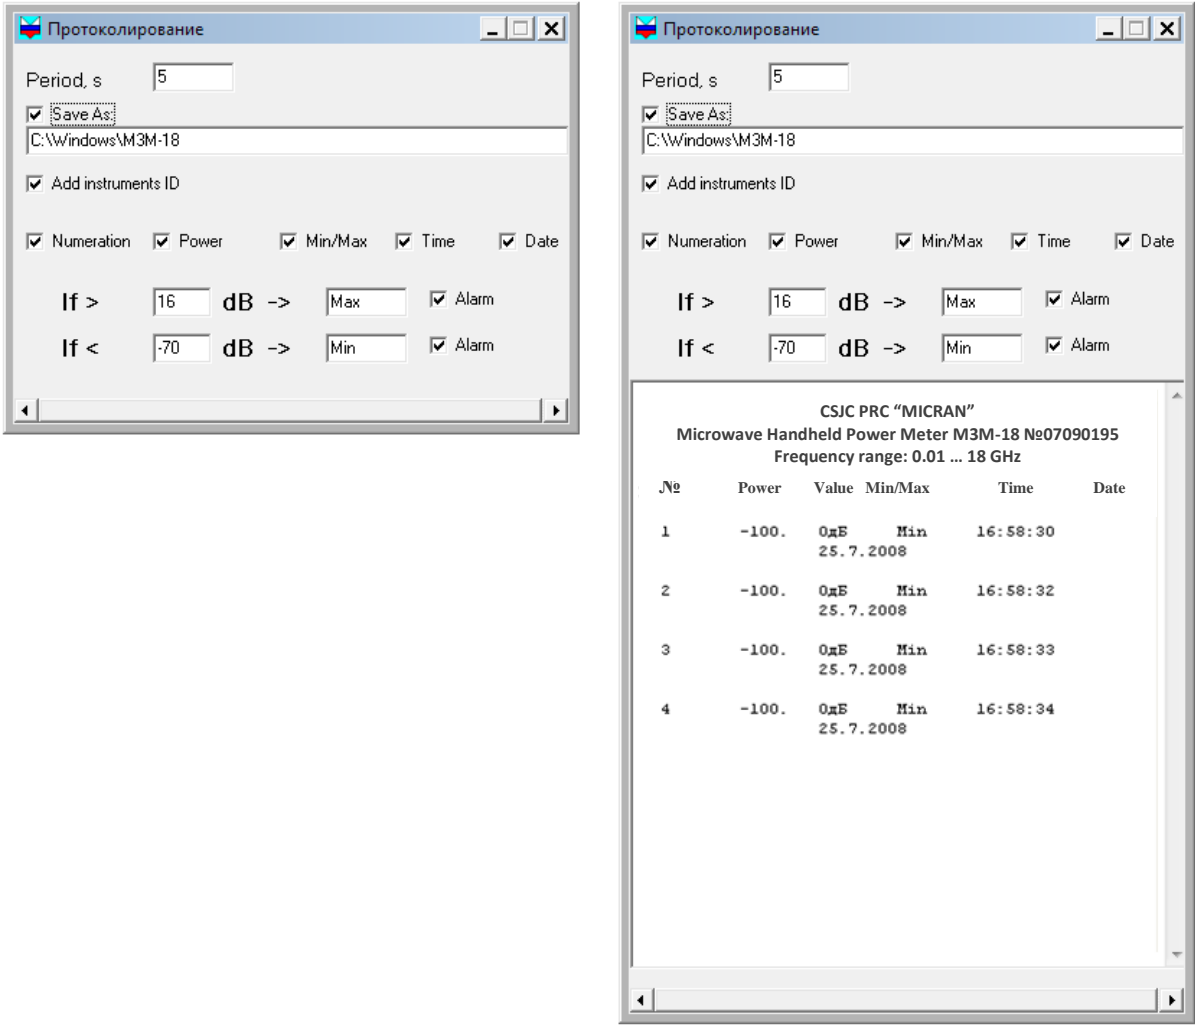 Протоколирование
Period, s 5
Save As:
C:\Windows\M3M-18
Add instruments ID
Numeration Power Min/Max Time Date
If > 16 dB -> Max Alarm
If < -70 dB -> Min Alarm
Протоколирование
Period, s 5
Save As:
C:\Windows\M3M-18
Add instruments ID
Numeration Power Min/Max Time Date
If > 16 dB -> Max Alarm
If < -70 dB -> Min Alarm
CSJC PRC “MICRAN”
Microwave Handheld Power Meter M3M-18 №07090195
Frequency range: 0.01 … 18 GHz
№ Power Value Min/Max Time Date
1 -100. 0дБ Min 16:58:30
25.7.2008
2 -100. 0дБ Min 16:58:32
25.7.2008
3 -100. 0дБ Min 16:58:33
25.7.2008
4 -100. 0дБ Min 16:58:34
25.7.2008